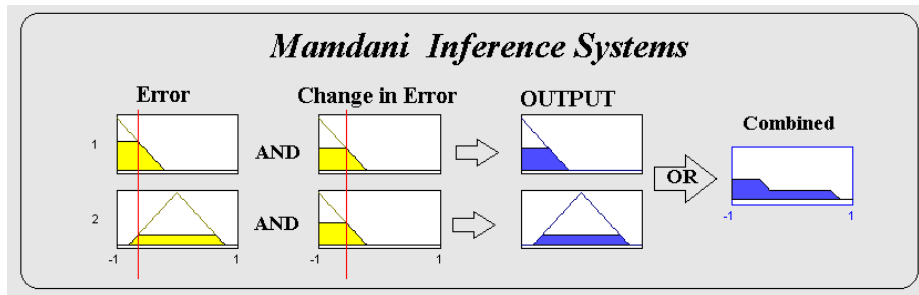 Mamdani Inference Systems
Error
Change in Error
OUTPUT
Combined
1
AND
OR
2
AND
-1
1
-1
1
-1
1